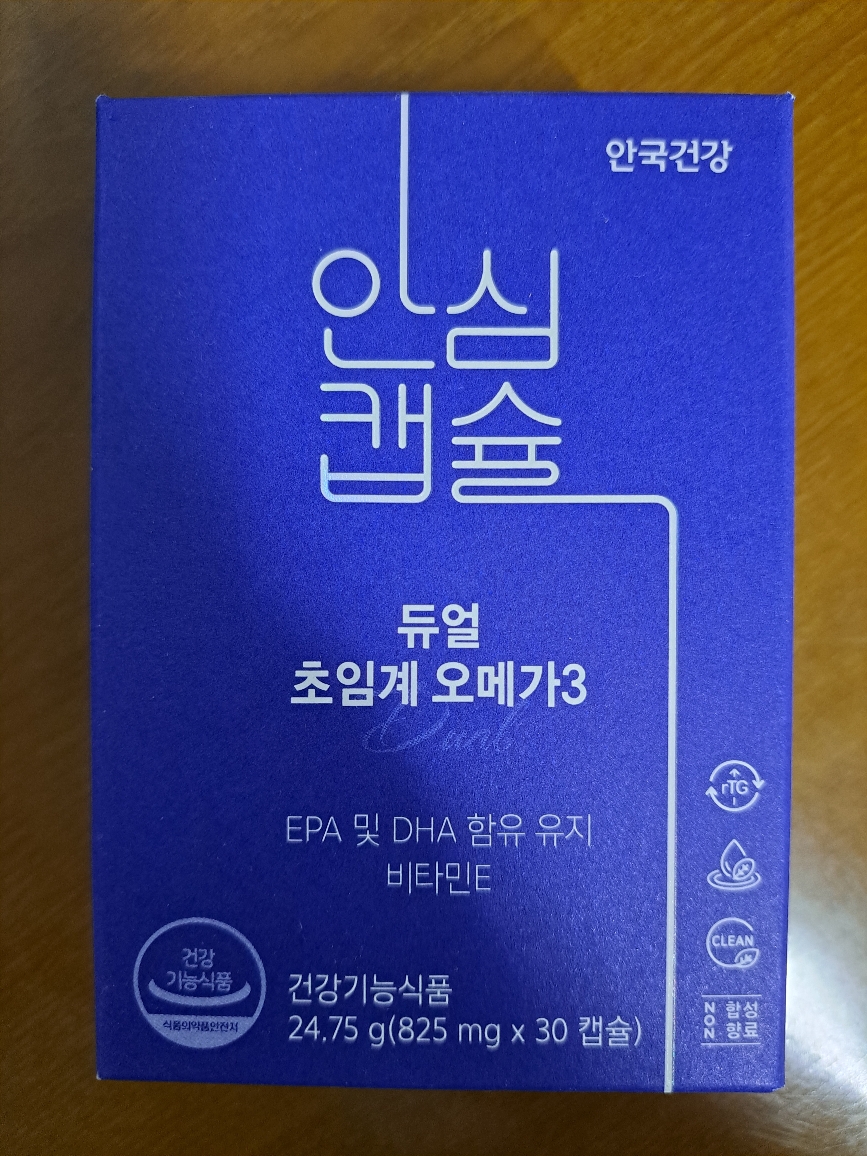 안국건강
안심
캡슐
듀얼
초임계 오메가3
Dual
EPA 및 DHA 함유 유지
비타민E
rTG
CLEAN
NON 합성
향료
건강
기능식품
식품의약품안전처
건강기능식품
24.75 g(825 mg x 30 캡슐)